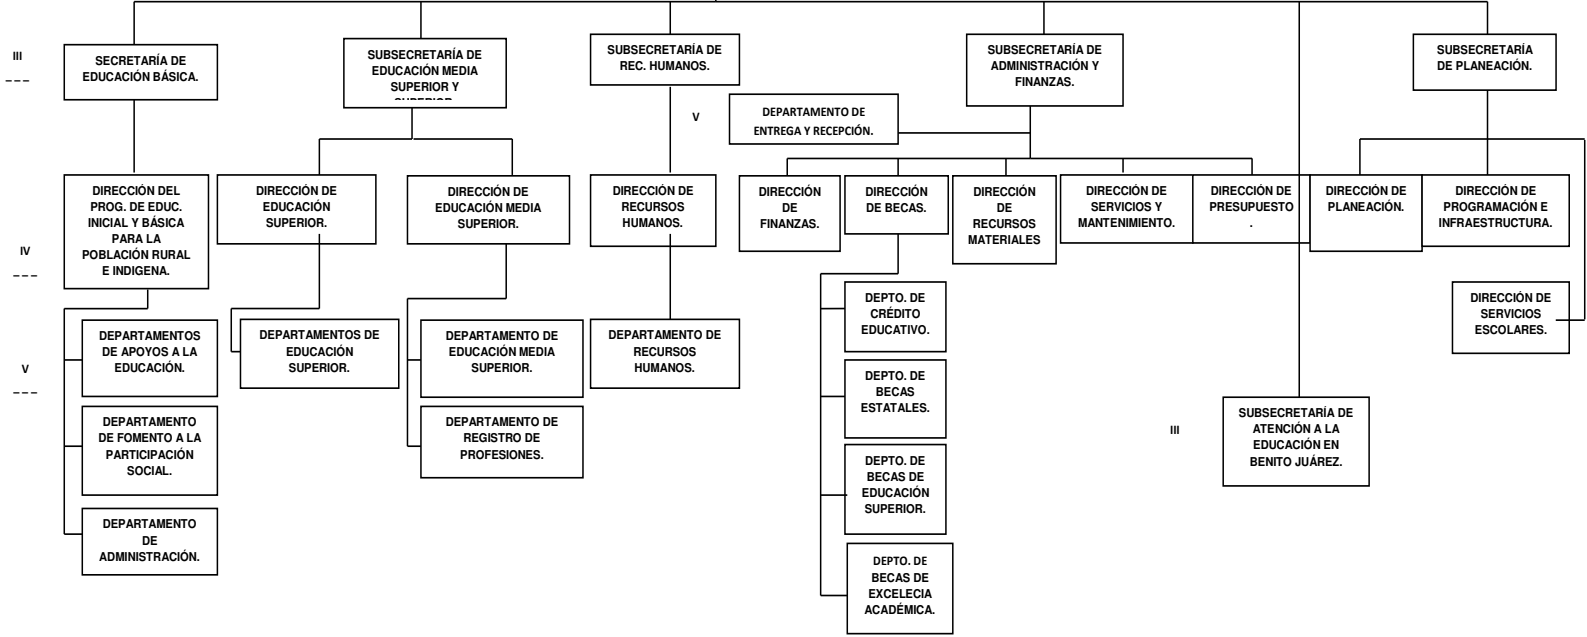 III
_ _ _
SECRETARÍA DE
EDUCACIÓN BÁSICA.
SUBSECRETARÍA DE
EDUCACIÓN MEDIA
SUPERIOR Y
SUBSECRETARÍA DE
REC. HUMANOS.
SUBSECRETARÍA DE
ADMINISTRACIÓN Y
FINANZAS.
SUBSECRETARÍA
DE PLANEACIÓN.
V
DEPARTAMENTO DE
ENTREGA Y RECEPCIÓN.
DIRECCIÓN DEL
PROG. DE EDUC.
INICIAL Y BÁSICA
PARA LA
POBLACIÓN RURAL
E INDIGENA.
DIRECCIÓN DE
EDUCACIÓN
SUPERIOR.
DIRECCIÓN DE
EDUCACIÓN MEDIA
SUPERIOR.
DIRECCIÓN DE
RECURSOS
HUMANOS.
DIRECCIÓN
DE
FINANZAS.
DIRECCIÓN
DE BECAS.
DIRECCIÓN
DE
RECURSOS
MATERIALES
DIRECCIÓN DE
SERVICIOS Y
MANTENIMIENTO.
DIRECCIÓN DE
PRESUPUESTO
.
DIRECCIÓN DE
PLANEACIÓN.
DIRECCIÓN DE
PROGRAMACIÓN E
INFRAESTRUCTURA.
IV
_ _ _
DEPTO. DE
CRÉDITO
EDUCATIVO.
DIRECCIÓN DE
SERVICIOS
ESCOLARES.
DEPARTAMENTOS
DE APOYOS A LA
EDUCACIÓN.
DEPARTAMENTOS DE
EDUCACIÓN
SUPERIOR.
DEPARTAMENTO DE
EDUCACIÓN MEDIA
SUPERIOR.
DEPARTAMENTO DE
RECURSOS
HUMANOS.
V
_ _ _
DEPTO. DE
BECAS
ESTATALES.
DEPARTAMENTO
DE FOMENTO A LA
PARTICIPACIÓN
SOCIAL.
DEPARTAMENTO DE
REGISTRO DE
PROFESIONES.
III
SUBSECRETARÍA DE
ATENCIÓN A LA
EDUCACIÓN EN
BENITO JUÁREZ.
DEPTO. DE
BECAS DE
EDUCACIÓN
SUPERIOR.
DEPARTAMENTO
DE
ADMINISTRACIÓN.
DEPTO. DE
BECAS DE
EXCELECIA
ACADÉMICA.